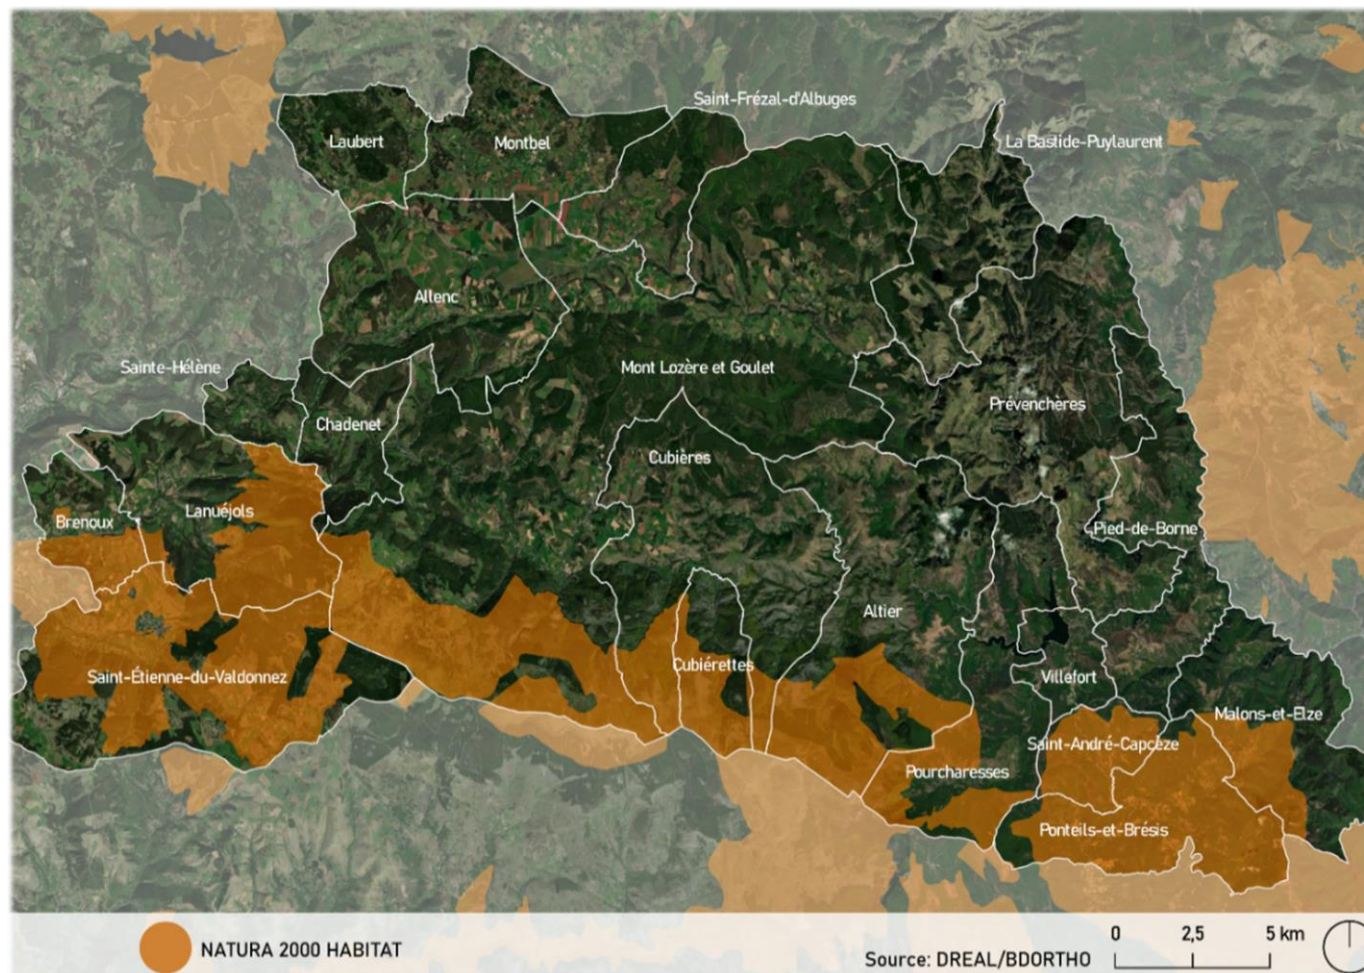 Saint-Frézal-d'Albuges
Laubert
Montbel
La Bastide-Puylaurent
Allenc
Sainte-Hélène
Mont Lozère et Goulet
Chadenet
Prévenchères
Cubières
Lanuéjols
Brenoux
Pied-de-Borne
Altier
Cubiérettes
Saint-Étienne-du-Valdonnez
Villefort
Malons-et-Elze
Saint-André-Capcèze
Pourcharesses
Ponteils-et-Brésis
NATURA 2000 HABITAT
Source: DREAL/BDORTHO
0 2,5 5 km